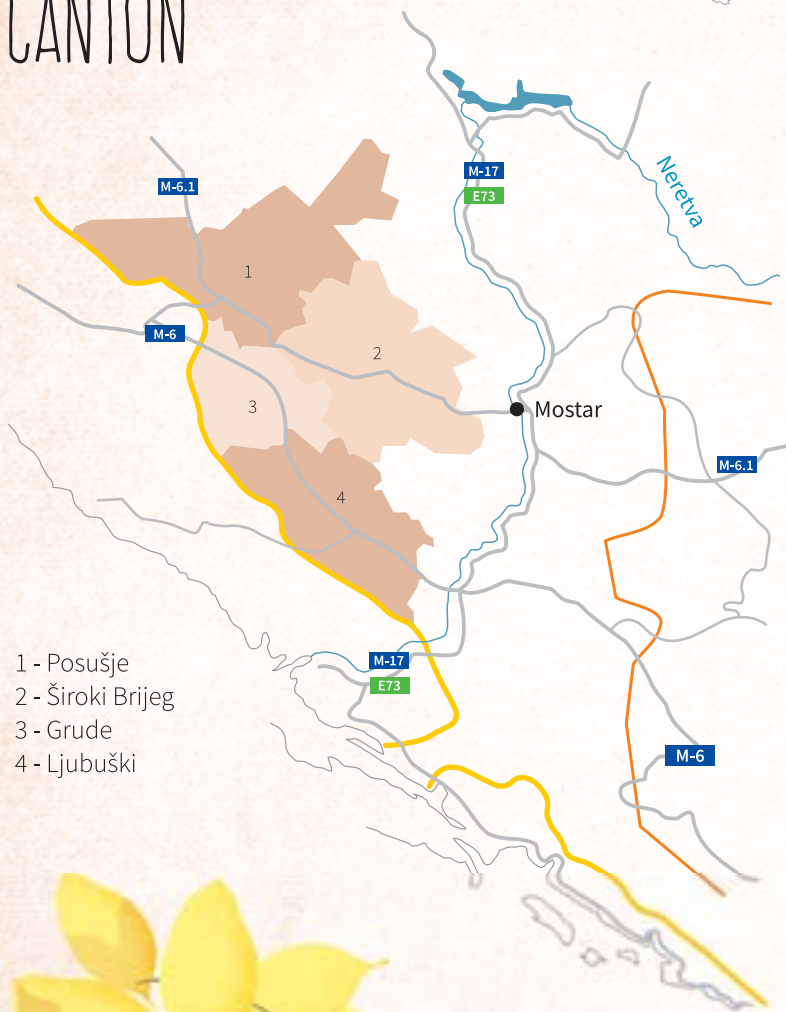 CANTON
M-17
E73
Neretva
M-6.1
1
M-6
2
3
Mostar
M-6.1
4
1 - Posušje
2 - Široki Brijeg
3 - Grude
4 - Ljubuški
M-17
E73
M-6